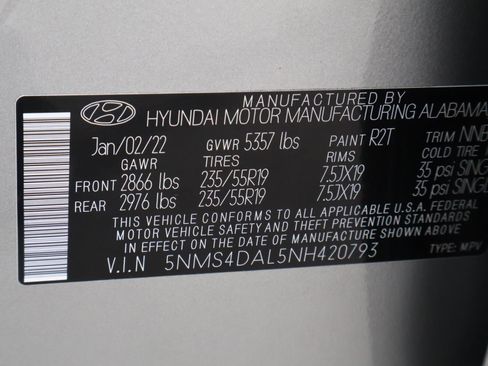 MANUFACTURED BY
HYUNDAI MOTOR MANUFACTURING ALABAMA
Jan/02/22 GVWR 5357 lbs PAINT R2T TRIM NNB
GAWR TIRES RIMS COLD TIRE
FRONT 2866 lbs 235/55R19 7.5JX19 35 psi SINGL
REAR 2976 lbs 235/55R19 7.5JX19 35 psi SINGL
THIS VEHICLE CONFORMS TO ALL APPLICABLE U.S.A. FEDERAL
MOTOR VEHICLE SAFETY AND THEFT PREVENTION STANDARDS
IN EFFECT ON THE DATE OF MANUFACTURE SHOWN ABOVE
V.I.N 5NMS4DAL5NH420793 TYPE: MPV